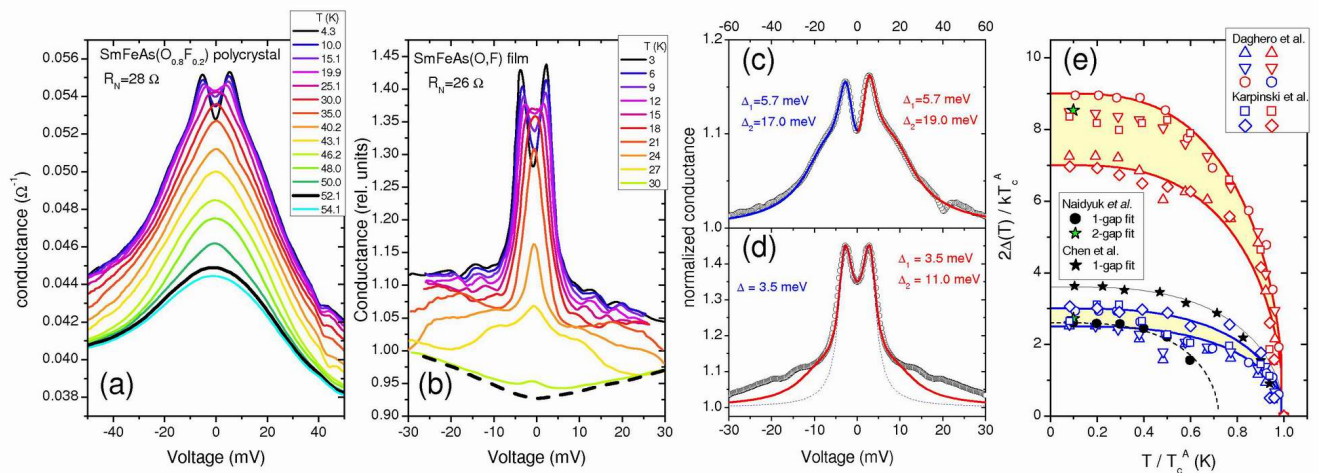 SmFeAs(O0.8F0.2) polycrystal
RN=28 Ω
T (K)
4.3
10.0
15.1
19.9
25.1
30.0
35.0
40.2
43.1
46.2
48.0
50.0
52.1
54.1
0.056
0.054
0.052
0.050
0.048
0.046
0.044
0.042
0.040
0.038
conductance (Ω-1)
(a)
-40 -20 0 20 40
Voltage (mV)
SmFeAs(O,F) film
RN=26 Ω
T(K)
3
6
9
12
15
18
21
24
27
30
1.45
1.40
1.35
1.30
1.25
1.20
1.15
1.10
1.05
1.00
0.95
0.90
Conductance (rel. units)
(b)
-30 -20 -10 0 10 20 30
Voltage (mV)
-60 -40 -20 0 20 40 60
1.2
1.1
1.0
(c)
Δ1=5.7 meV
Δ2=17.0 meV
Δ1=5.7 meV
Δ2=19.0 meV
normalized conductance
1.4
1.3
1.2
1.1
1.0
(d)
Δ = 3.5 meV
Δ1 = 3.5 meV
Δ2 = 11.0 meV
-30 -20 -10 0 10 20 30
Voltage (mV)
(e)
Daghero et al.
Karpinski et al.
Naidyuk et al.
1-gap fit
2-gap fit
Chen et al.
1-gap fit
10
9
8
7
6
5
4
3
2
1
0
2Δ(T) / kTcA
0.0 0.2 0.4 0.6 0.8 1.0
T / TcA (K)